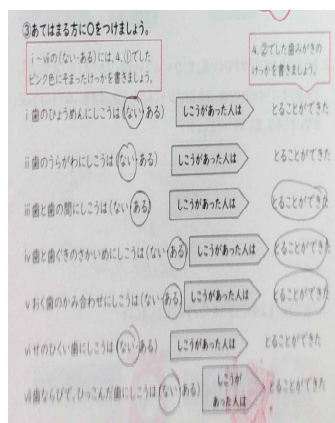 ③あてはまる方に○をつけましょう。
ⅰ～ⅶの(ない・ある)には、4.①でした
ピンク色にそまったけっかを書きましょう。
4.②でした歯みがきの
けっかを書きましょう。
ⅰ歯のひょうめんにしこうは(ない・ある) しこうがあった人は とることができた
ⅱ歯のうらがわにしこうは(ない・ある) しこうがあった人は とることができた
ⅲ歯と歯の間にしこうは(ない・ある) しこうがあった人は とることができた
ⅳ歯と歯ぐきのさかいめにしこうは(ない・ある) しこうがあった人は とることができた
ⅴおく歯のかみ合わせにしこうは(ない・ある) しこうがあった人は とることができた
ⅵせのひくい歯にしこうは(ない・ある) しこうがあった人は とることができた
ⅶ歯ならびで、ひっこんだ歯にしこうは(ない・ある) しこうが
あった人は とることができた